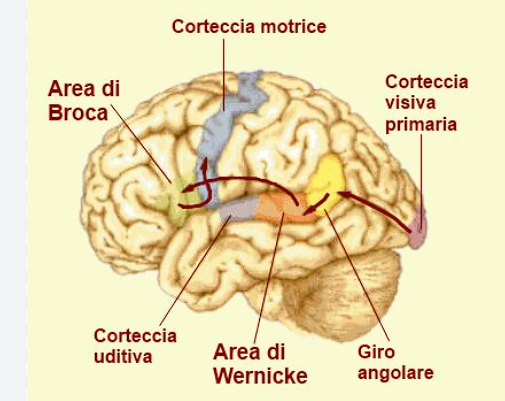 Corteccia motrice
Area di
Broca
Corteccia
visiva
primaria
Corteccia
uditiva
Area di
Wernicke
Giro
angolare